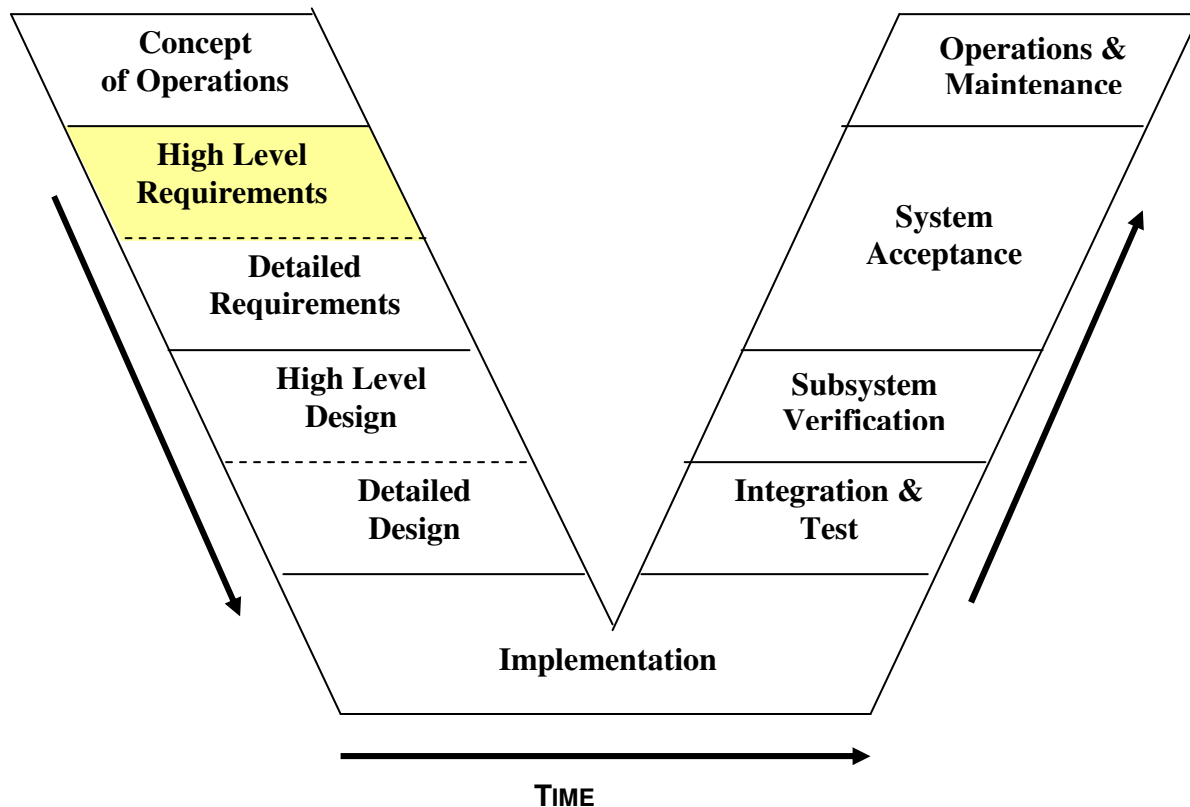 Concept
of Operations
High Level
Requirements
Detailed
Requirements
High Level
Design
Detailed
Design
Implementation
Integration &
Test
Subsystem
Verification
System
Acceptance
Operations &
Maintenance
TIME